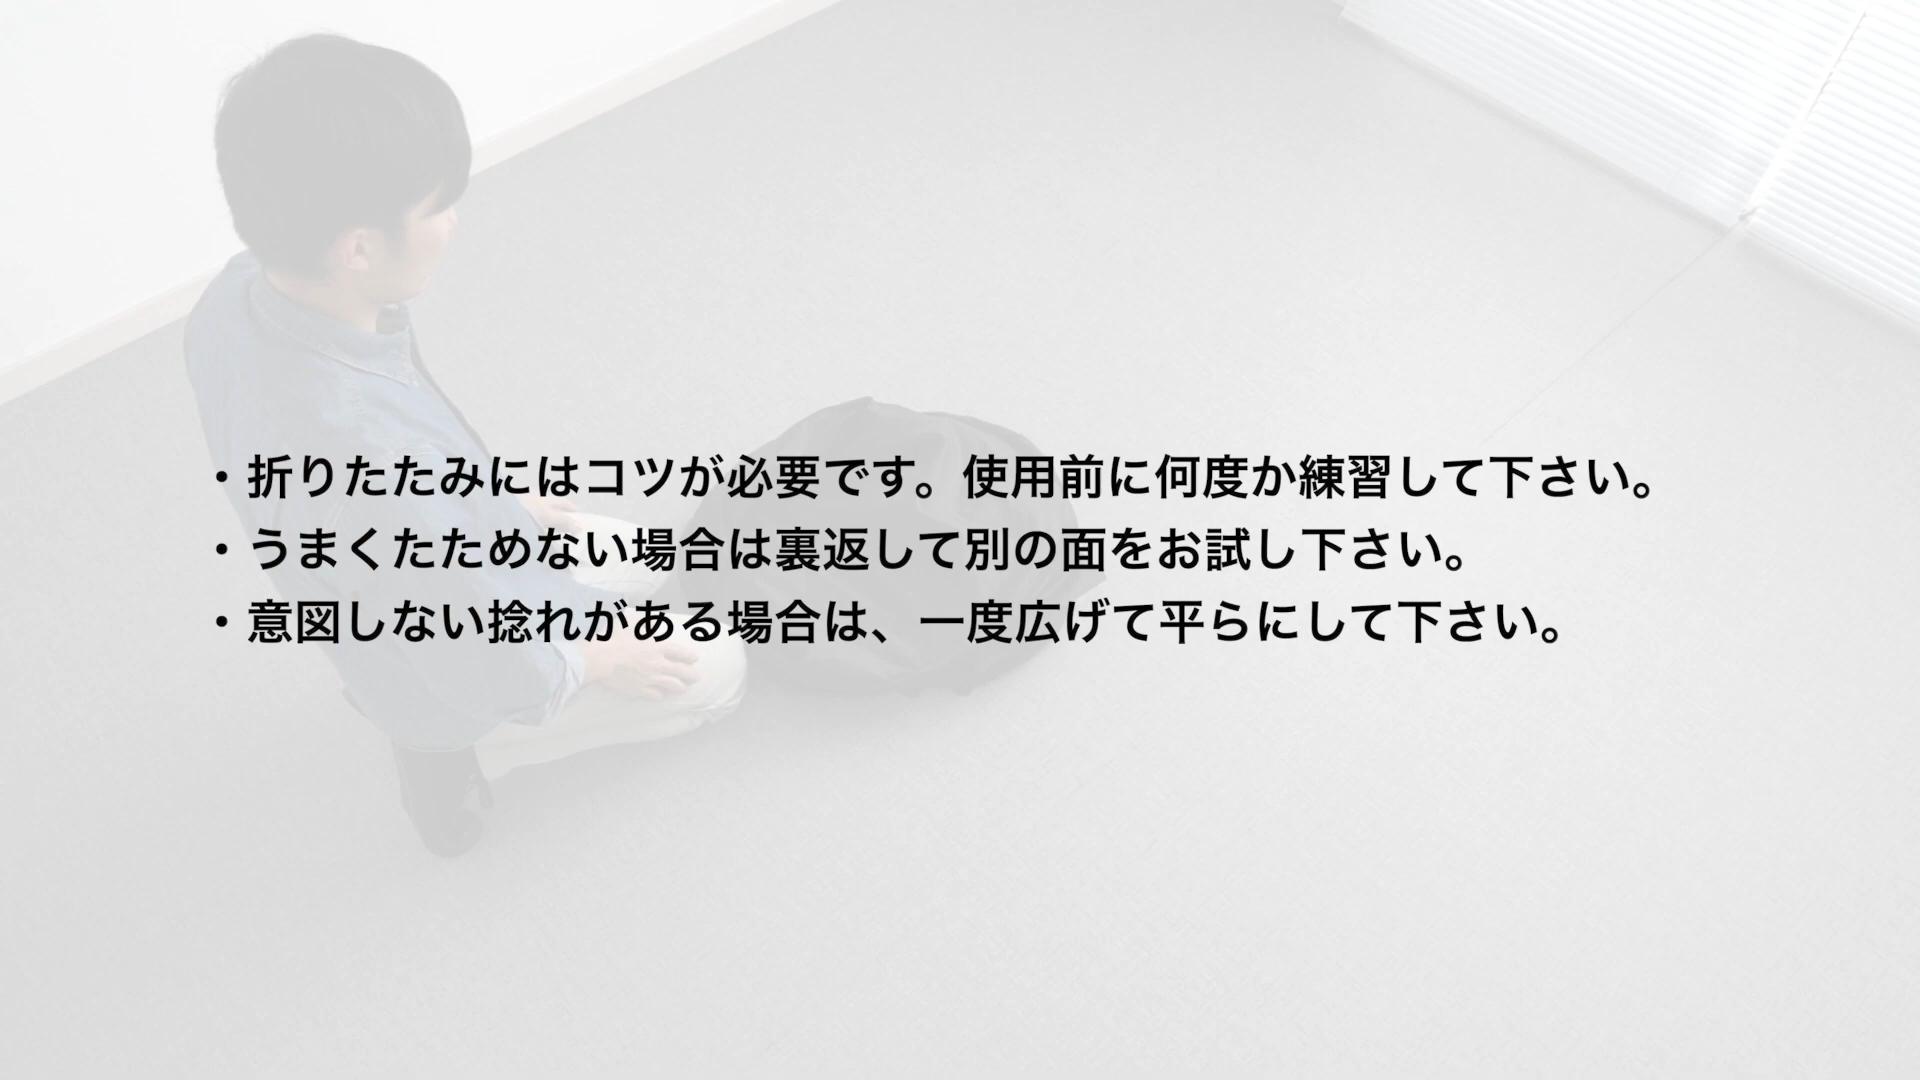 ・折りたたみにはコツが必要です。使用前に何度か練習して下さい。
・うまくたためない場合は裏返して別の面をお試し下さい。
・意図しない捻れがある場合は、一度広げて平らにして下さい。